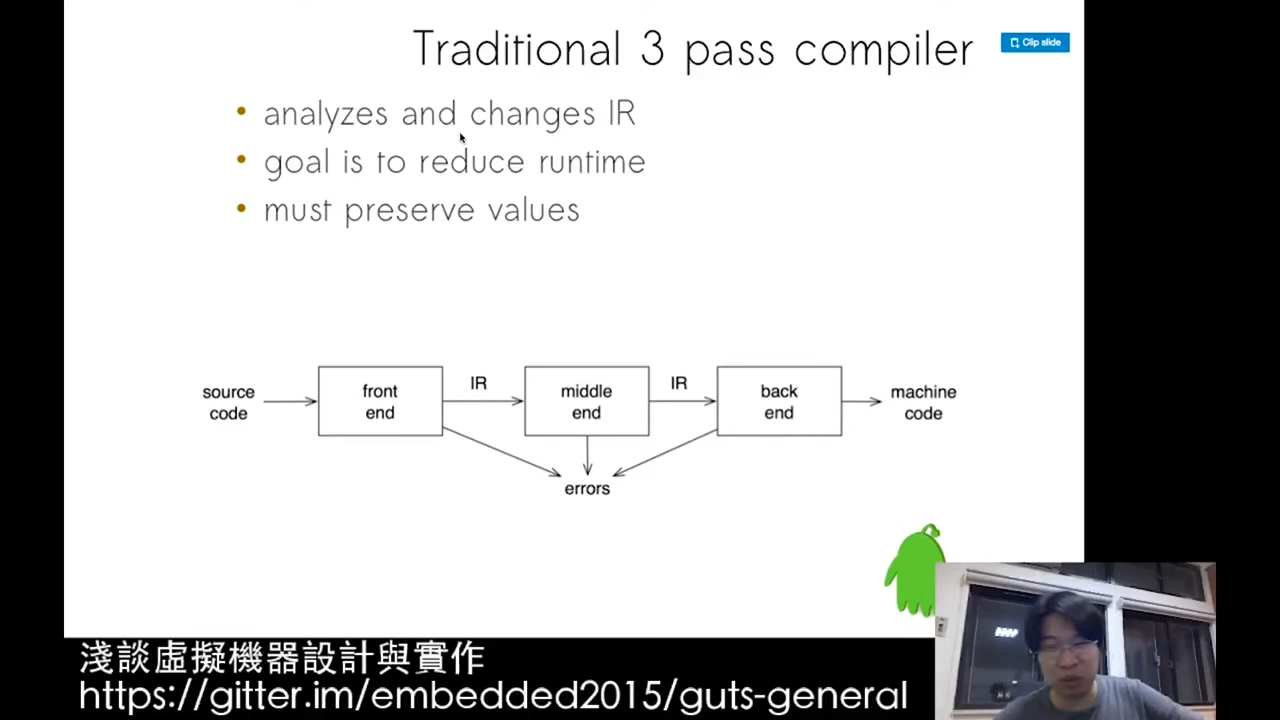 Traditional 3 pass compiler
Clip slide
• analyzes and changes IR
• goal is to reduce runtime
• must preserve values
source
code
front
end
IR
middle
end
IR
back
end
machine
code
errors
淺談虛擬機器設計與實作
https://gitter.im/embedded2015/guts-general